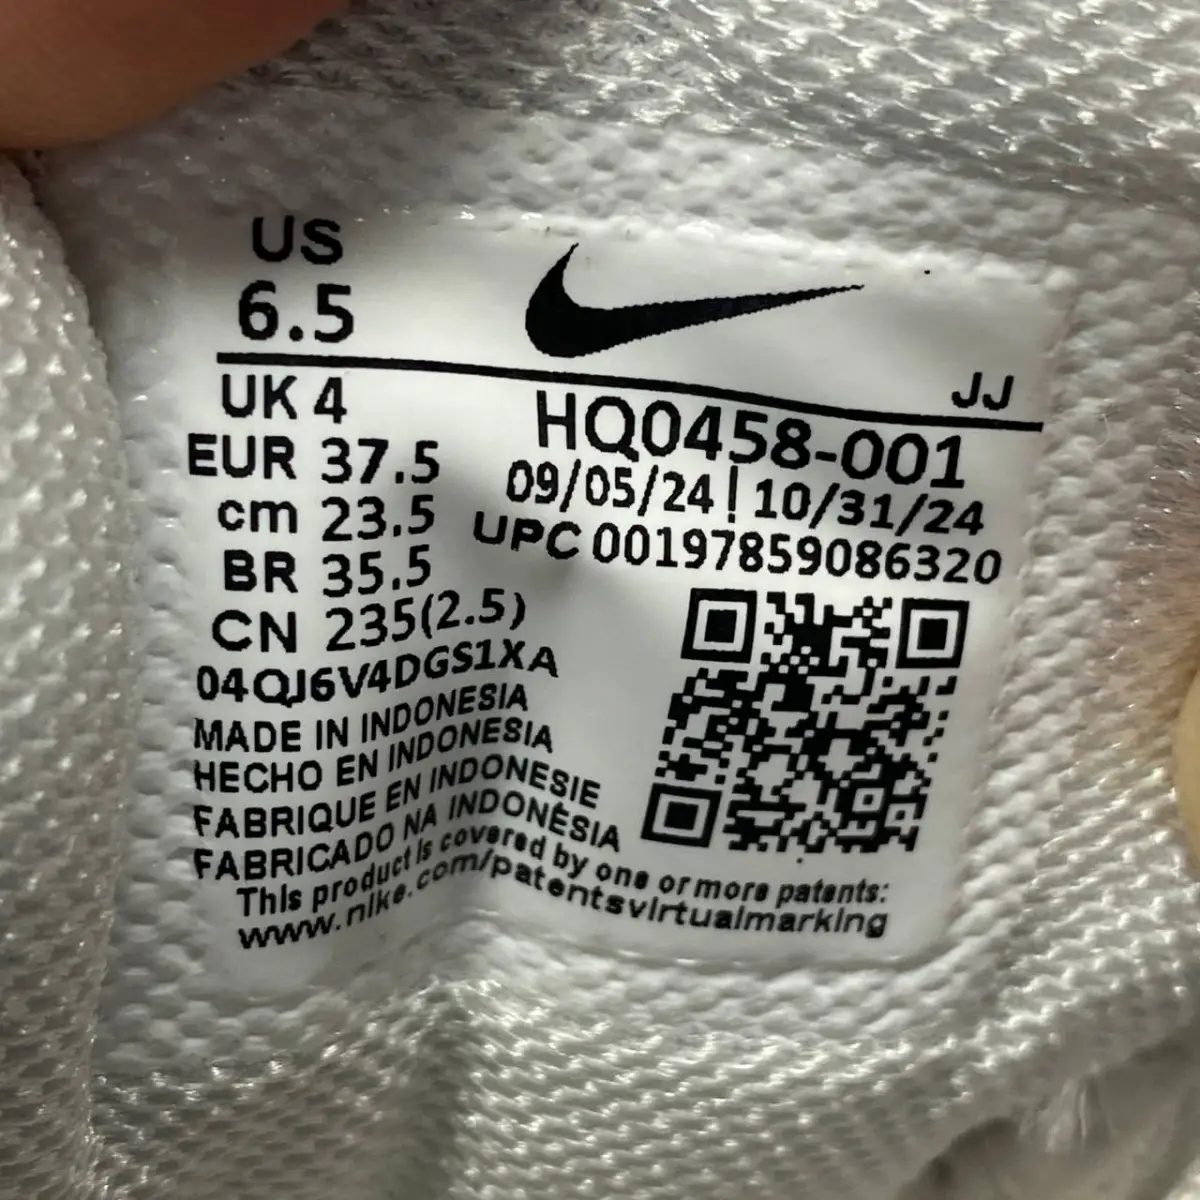 US
6.5
JJ
UK 4
HQ0458-001
EUR 37.5
09/05/24 | 10/31/24
cm 23.5
UPC 00197859086320
BR 35.5
CN 235(2.5)
04QJ6V4DGS1XA
MADE IN INDONESIA
HECHO EN INDONESIA
FABRIQUE EN INDONESIE
FABRICADO NA INDONÉSIA
This product is covered by one or more patents:
www.nike.com/patentsvirtualmarking